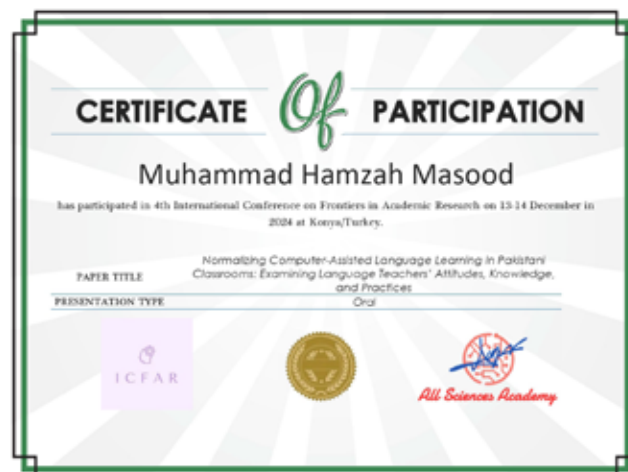 CERTIFICATE Of PARTICIPATION
Muhammad Hamzah Masood
has participated in 4th International Conference on Frontiers in Academic Research on 13-14 December in
2024 at Konya/Turkey.
Normalizing Computer-Assisted Language Learning in Pakistani
PAPER TITLE Classrooms: Examining Language Teachers' Attitudes, Knowledge,
and Practices
PRESENTATION TYPE Oral
ICFAR
All Sciences Academy